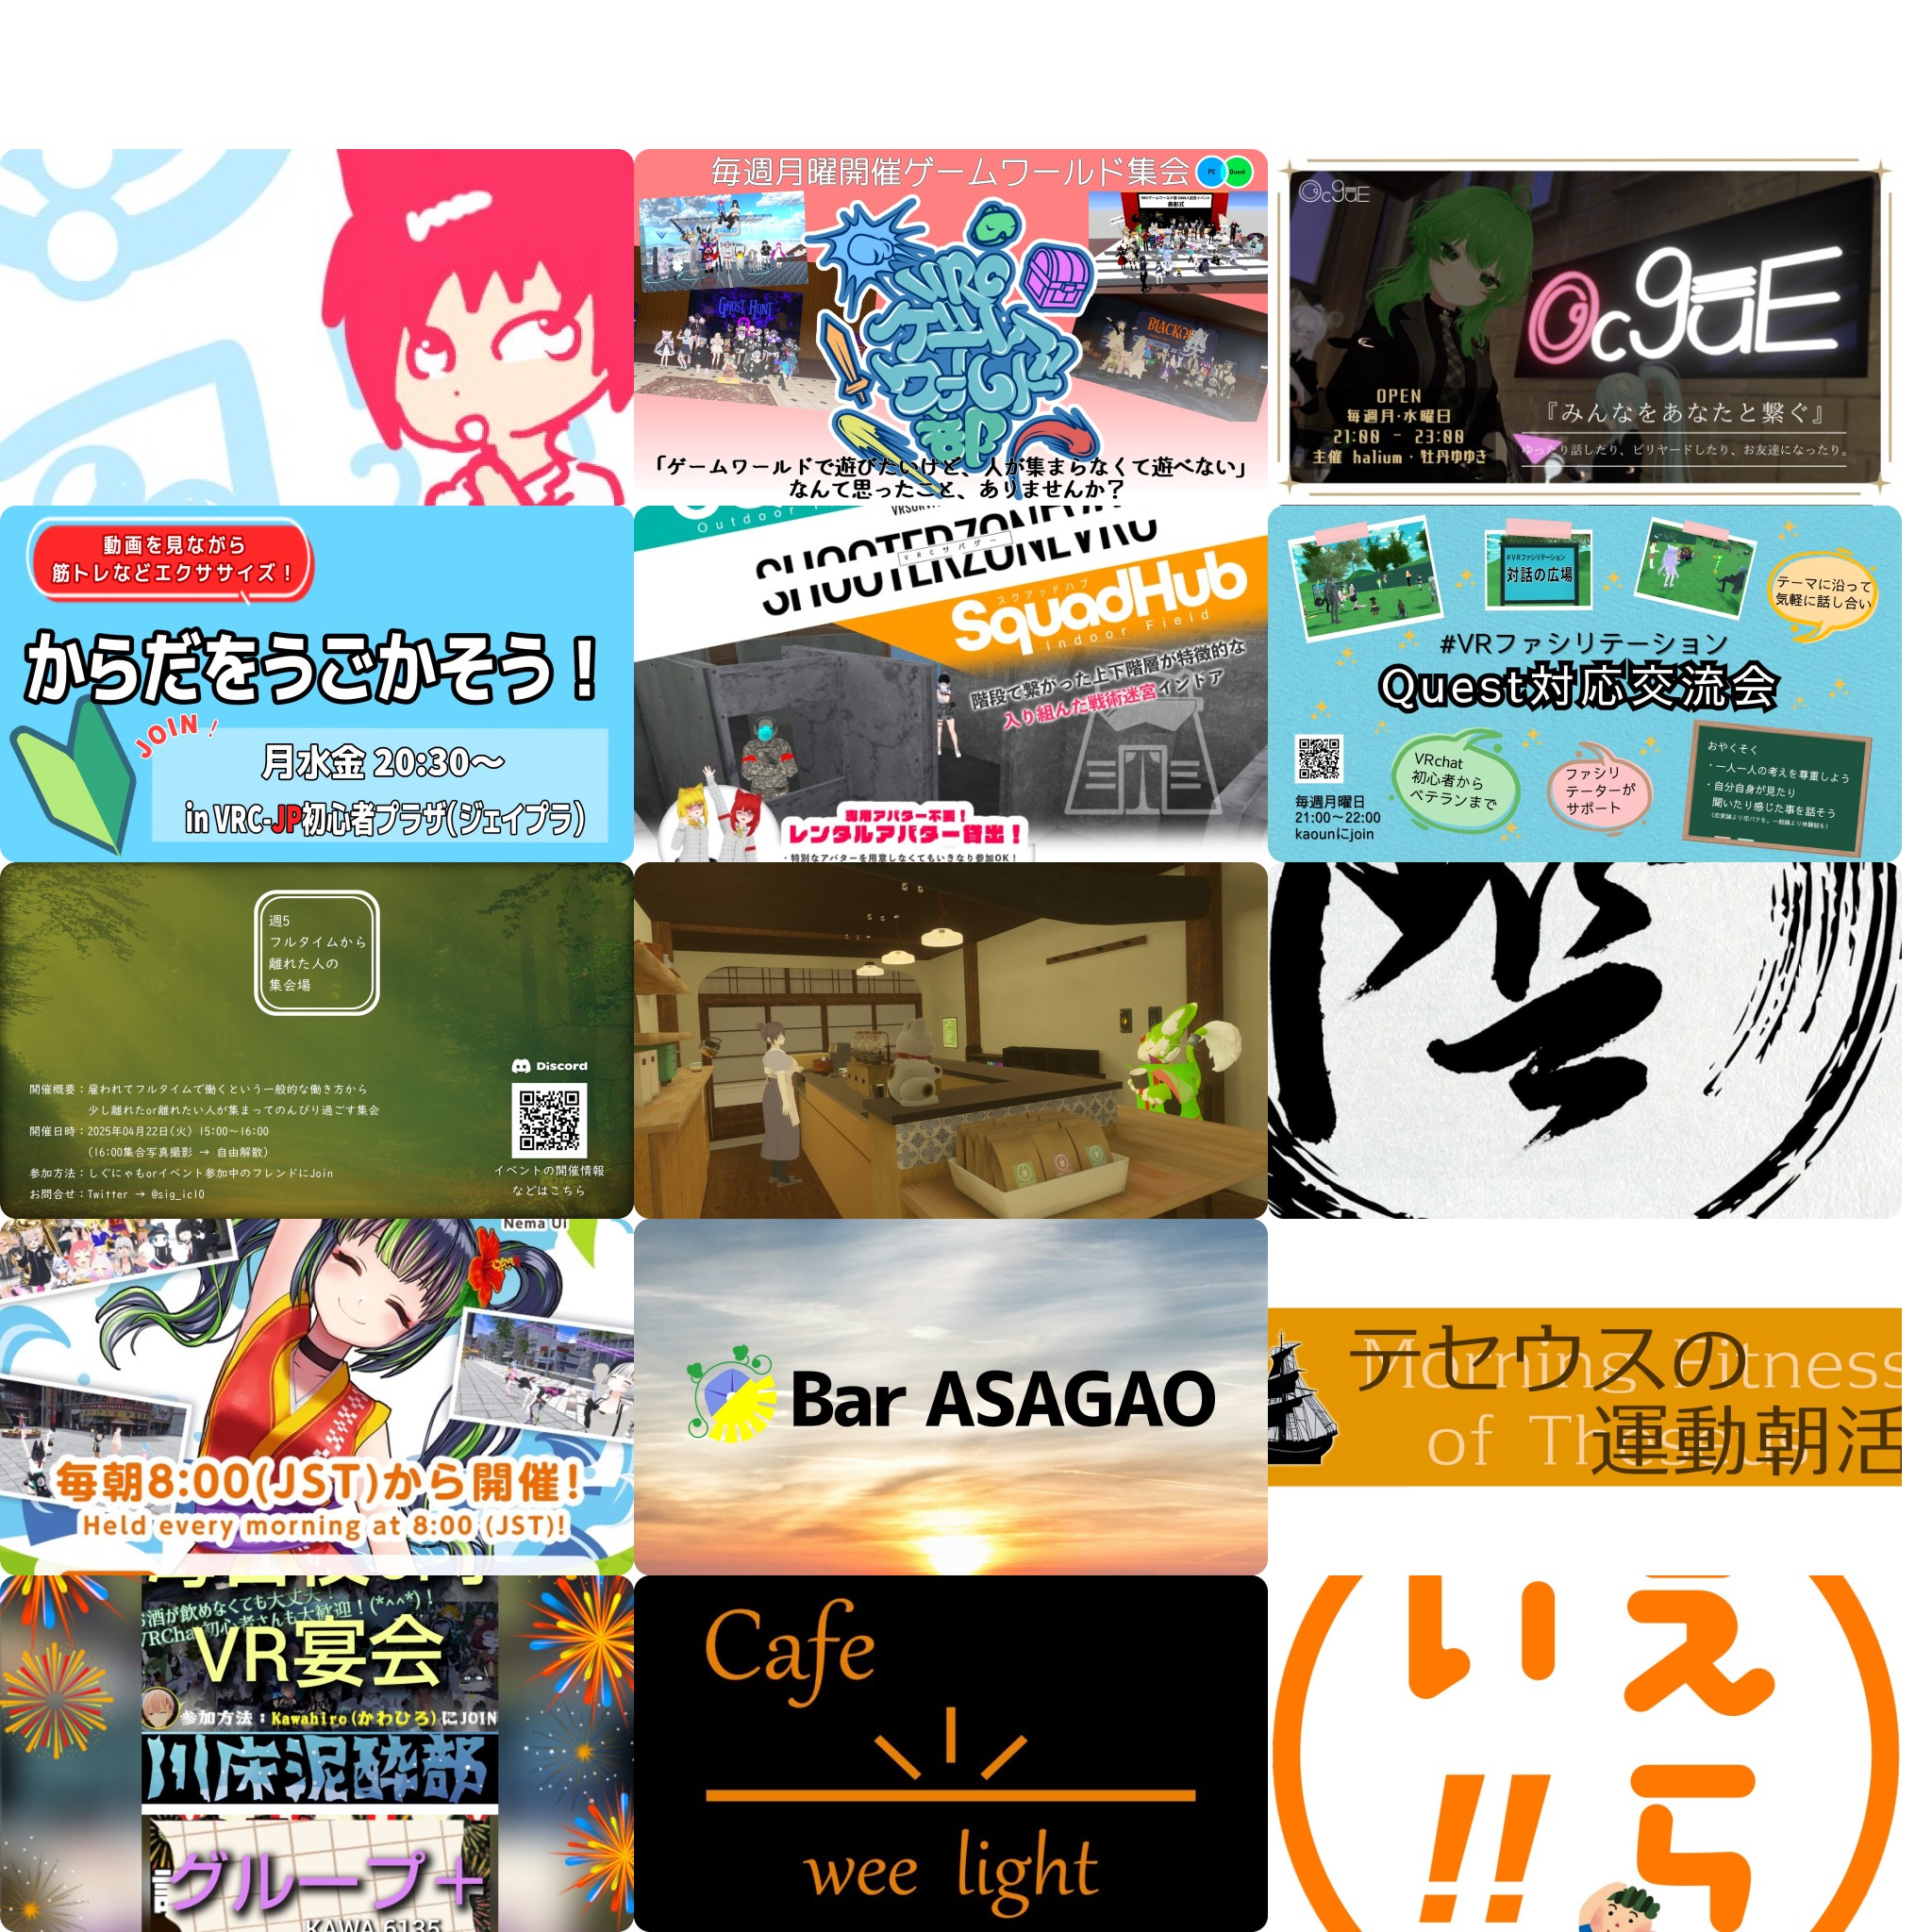 毎週月曜開催ゲームワールド集会
PC
Quest
GHOST HUNT
VRC
ゲーム
ワールド
部
「ゲームワールドで遊びたいけど、人が集まらなくて遊べない」
なんて思ったこと、ありませんか？
OcgūE
OcgūE
OPEN
毎週月・水曜日
21:00 - 23:00
主催 halium・牡丹ゆゆき
『みんなをあなたと繋ぐ』
ゆったり話したり、ビリヤードしたり、お友達になったり。
動画を見ながら
筋トレなどエクササイズ！
からだをうごかそう！
JOIN！
月水金 20:30〜
in VRC-JP初心者プラザ（ジェイプラ）
Outdoor
SHOOTERZONEVRC
VRCサバゲー
スクアッドハブ
SquadHub
Indoor Field
階段で繋がった上下階層が特徴的な
入り組んだ戦術迷宮インドア
専用アバター不要！
レンタルアバター貸出！
・特別なアバターを用意しなくてもいきなり参加OK！
#VRファシリテーション
対話の広場
テーマに沿って
気軽に話し合い
#VRファシリテーション
Quest対応交流会
VRchat
初心者から
ベテランまで
ファシリ
テーターが
サポート
おやくそく
・一人一人の考えを尊重しよう
・自分自身が見たり
聞いたり感じた事を話そう
(恋愛論より恋バナを、一般論より体験談を)
毎週月曜日
21:00〜22:00
kaounにjoin
週5
フルタイムから
離れた人の
集会場
開催概要：雇われてフルタイムで働くという一般的な働き方から
少し離れたor離れたい人が集まってのんびり過ごす集会
開催日時：2025年04月22日(火) 15:00〜16:00
(16:00集合写真撮影 → 自由解散)
参加方法：しぐにゃもorイベント参加中のフレンドにJoin
お問合せ：Twitter → @sig_icl0
Discord
イベントの開催情報
などはこちら
Nema Ui
毎朝8:00(JST)から開催！
Held every morning at 8:00 (JST)!
Bar ASAGAO
テセウスの
Morning Fitness
of Theseus
運動朝活
お酒が飲めなくても大丈夫！
VRChat初心者さんも大歓迎！(*^^*)！
VR宴会
参加方法：Kawahiro(かわひろ)にJOIN
川床泥酔部
グループ＋
KAWA.6135
Cafe
wee light
いえ
!!ら